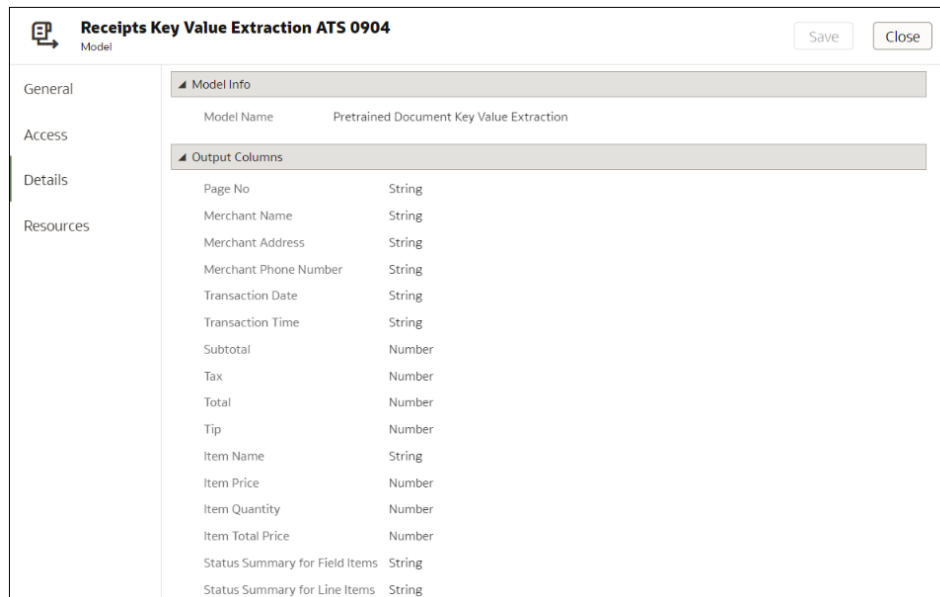 Receipts Key Value Extraction ATS 0904
Model
Save
Close
General
Access
Details
Resources
Model Info
Model Name Pretrained Document Key Value Extraction
Output Columns
Page No String
Merchant Name String
Merchant Address String
Merchant Phone Number String
Transaction Date String
Transaction Time String
Subtotal Number
Tax Number
Total Number
Tip Number
Item Name String
Item Price Number
Item Quantity Number
Item Total Price Number
Status Summary for Field Items String
Status Summary for Line Items String